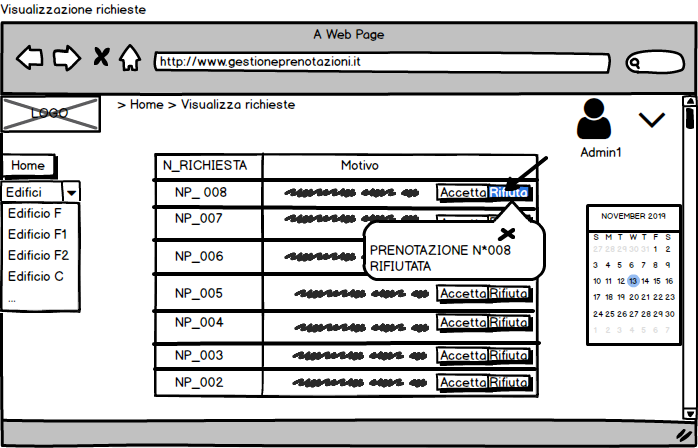 Visualizzazione richieste
A Web Page
http://www.gestioneprenotazioni.it
LOGO
> Home > Visualizza richieste
Admin1
Home
Edifici
Edificio F
Edificio F1
Edificio F2
Edificio C
...
N_RICHIESTA Motivo
NP_ 008 Accetta Rifiuta
NP_007
NP_006
PRENOTAZIONE N*008
RIFIUTATA
NP_005 Accetta Rifiuta
NP_004 Accetta Rifiuta
NP_003 Accetta Rifiuta
NP_002 Accetta Rifiuta
NOVEMBER 2019
S M T W T F S
27 28 29 30 31 1 2
3 4 5 6 7 8 9
10 11 12 13 14 15 16
17 18 19 20 21 22 23
24 25 26 27 28 29 30
1 2 3 4 5 6 7